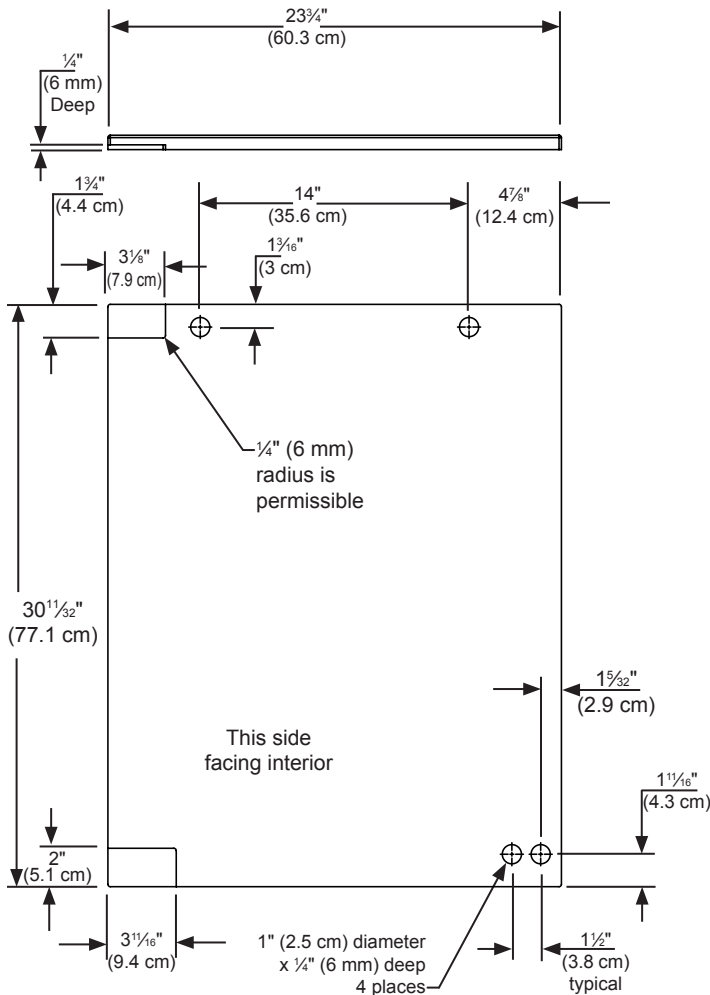 23¾"
(60.3 cm)
¼"
(6 mm)
Deep
1¾"
(4.4 cm)
14"
(35.6 cm)
4⅞"
(12.4 cm)
3⅛"
(7.9 cm)
1³⁄₁₆"
(3 cm)
¼" (6 mm)
radius is
permissible
30¹¹⁄₃₂"
(77.1 cm)
1⁵⁄₃₂"
(2.9 cm)
This side
facing interior
1¹¹⁄₁₆"
(4.3 cm)
2"
(5.1 cm)
3¹¹⁄₁₆"
(9.4 cm)
1" (2.5 cm) diameter
x ¼" (6 mm) deep
4 places
1½"
(3.8 cm)
typical